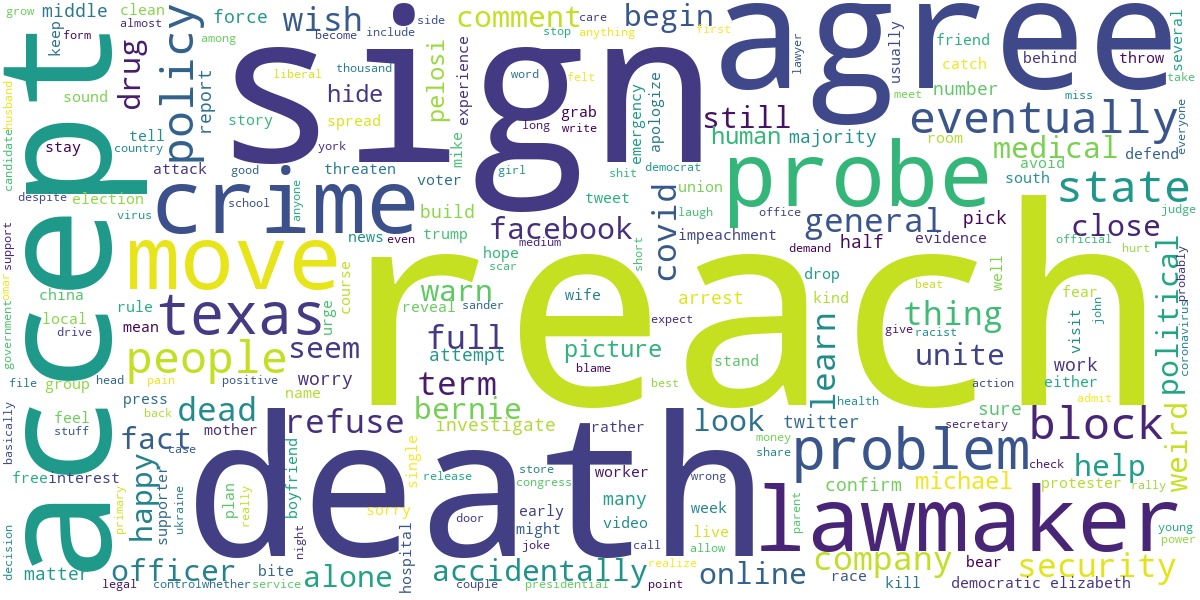 grow
middle
clean
almost
form
keep
force
among
wish
become
include
side
comment
stop
care
anything
begin
first
agree
lawyer
usually
friend
catch
behind
throw
several
take
accept
husband
candidate
sound
drug
policy
report
sign
liberal
thousand
hide
story
spread
pelosi
experience
word
felt
grab
long
write
emergency
apologize
still
number
meet
miss
eventually
everyone
stay
tell
country
york
mike
human
majority
room
medical
avoid
defend
despite
election
attack
good
threaten
girl
shit
democrat
probe
south
state
judge
virus
crime
school
anyone
voter
tweet
union
laugh
office
general
pick
close
official
support
news
even
build
trump
facebook
medium
covid
impeachment
demand
half
evidence
hurt
probably
omar
government
china
move
course
hope
scar
short
reach
drop
well
political
coronavirus
local
rule
mean
drive
texas
urge
reveal
warn
sander
wife
arrest
kind
beat
fear
john
thing
visit
file
group
head
people
pain
positive
seem
worry
name
full
attempt
expect
picture
blame
stand
best
learn
give
racist
unite
work
either
action
admit
basically
feel
stuff
press
back
dead
mother
term
bernie
investigate
refuse
rather
look
twitter
health
sure
secretary
block
weird
free
interest
fact
case
happy
supporter
ukraine
primary
plan
really
boyfriend
night
death
single
sorry
release
store
congress
worker
many
video
week
wrong
money
share
problem
parent
confirm
michael
check
protester
help
rally
young
power
decision
matter
legal
officer
control
whether
bite
service
alone
hospital
door
early
might
joke
call
live
allow
accidentally
couple
presidential
point
realize
online
race
lawmaker
company
kill
bear
security
democratic
elizabeth